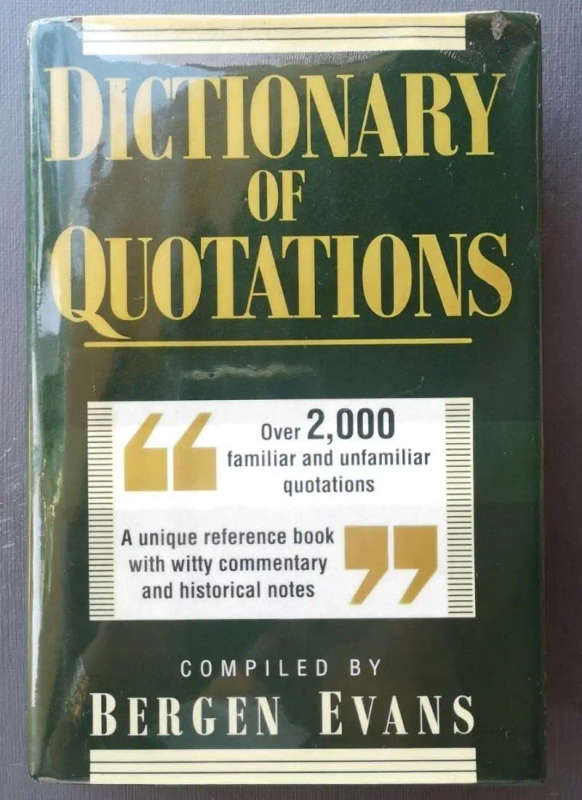 DICTIONARY
OF
QUOTATIONS
Over 2,000
familiar and unfamiliar
quotations
A unique reference book
with witty commentary
and historical notes
COMPILED BY
BERGEN EVANS